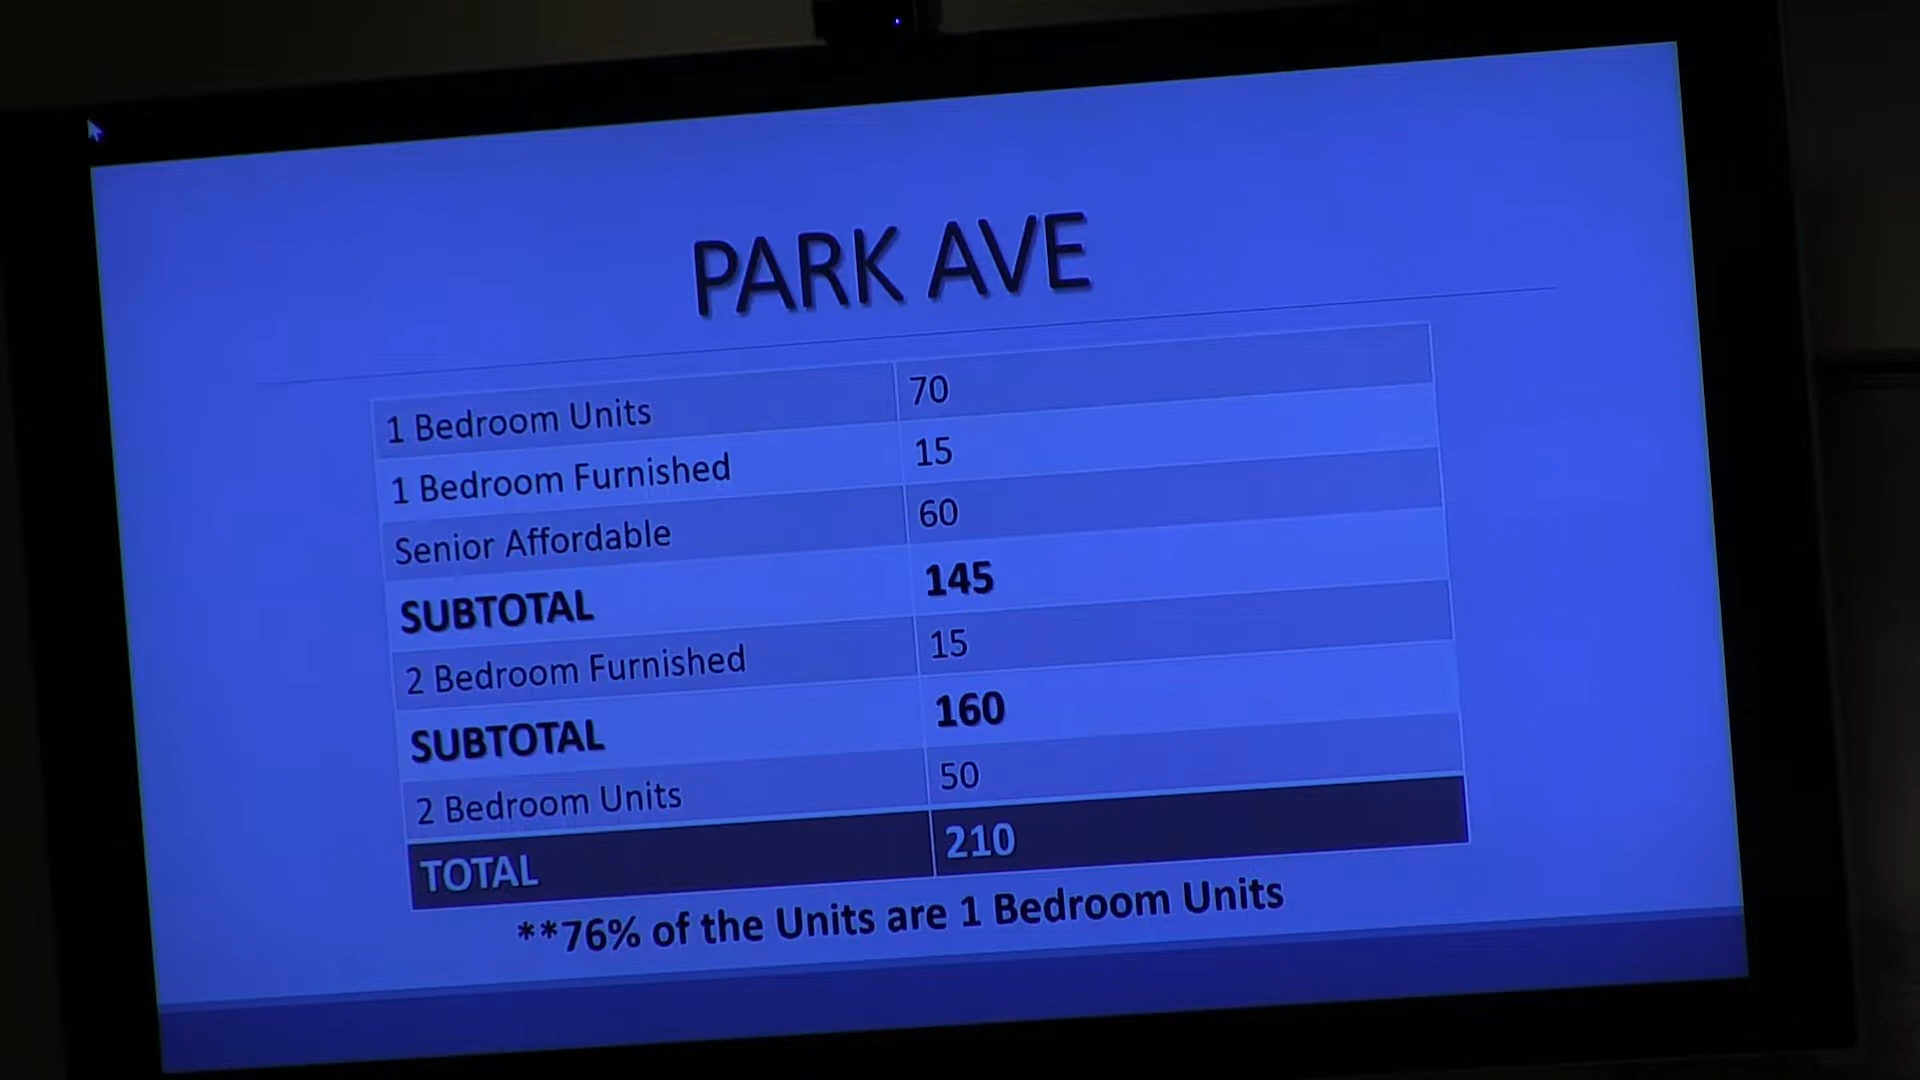 PARK AVE
1 Bedroom Units 70
1 Bedroom Furnished 15
Senior Affordable 60
SUBTOTAL 145
2 Bedroom Furnished 15
SUBTOTAL 160
2 Bedroom Units 50
TOTAL 210
**76% of the Units are 1 Bedroom Units